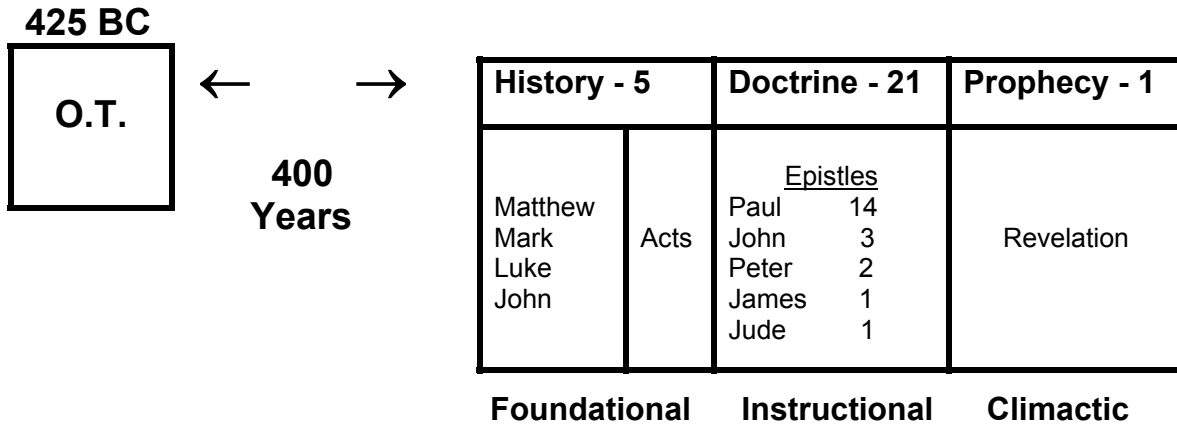 425 BC
O.T.
← →
400
Years
History - 5 Doctrine - 21 Prophecy - 1
Matthew
Mark
Luke
John
Acts
Epistles
Paul 14
John 3
Peter 2
James 1
Jude 1
Revelation
Foundational Instructional Climactic